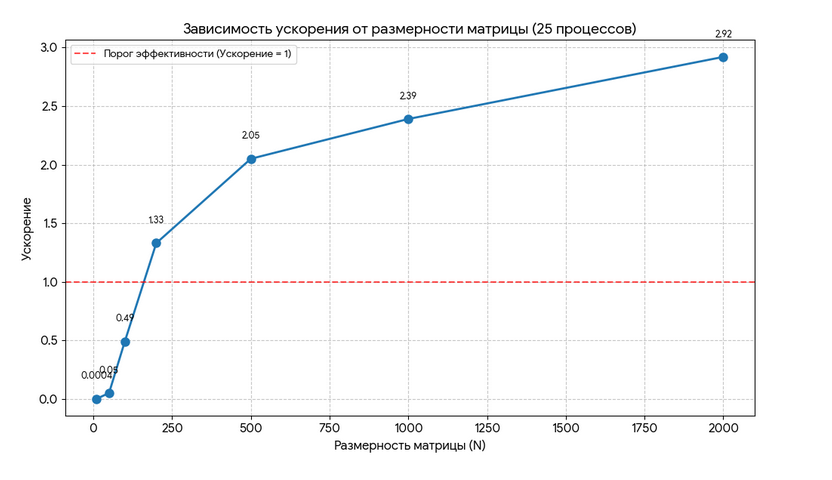 Зависимость ускорения от размерности матрицы (25 процессов)
2.92
Порог эффективности (Ускорение = 1)
3.0
2.5
2.39
2.05
2.0
1.5
1.33
1.0
0.5
0.49
0.05
0.0004
0.0
Ускорение
0 250 500 750 1000 1250 1500 1750 2000
Размерность матрицы (N)